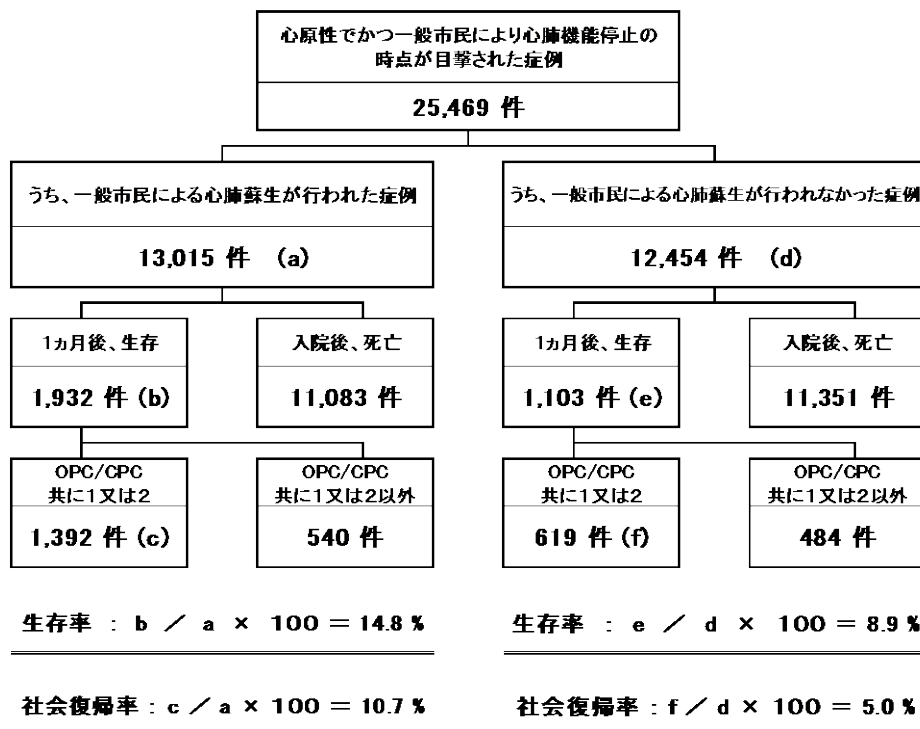 心原性でかつ一般市民により心肺機能停止の
時点が目撃された症例
25,469 件
うち、一般市民による心肺蘇生が行われた症例
13,015 件 (a)
うち、一般市民による心肺蘇生が行われなかった症例
12,454 件 (d)
1ヵ月後、生存
1,932 件 (b)
入院後、死亡
11,083 件
1ヵ月後、生存
1,103 件 (e)
入院後、死亡
11,351 件
OPC/CPC
共に1又は2
1,392 件 (c)
OPC/CPC
共に1又は2以外
540 件
OPC/CPC
共に1又は2
619 件 (f)
OPC/CPC
共に1又は2以外
484 件
生存率 : b / a × 100 = 14.8 %
生存率 : e / d × 100 = 8.9 %
社会復帰率 : c / a × 100 = 10.7 %
社会復帰率 : f / d × 100 = 5.0 %